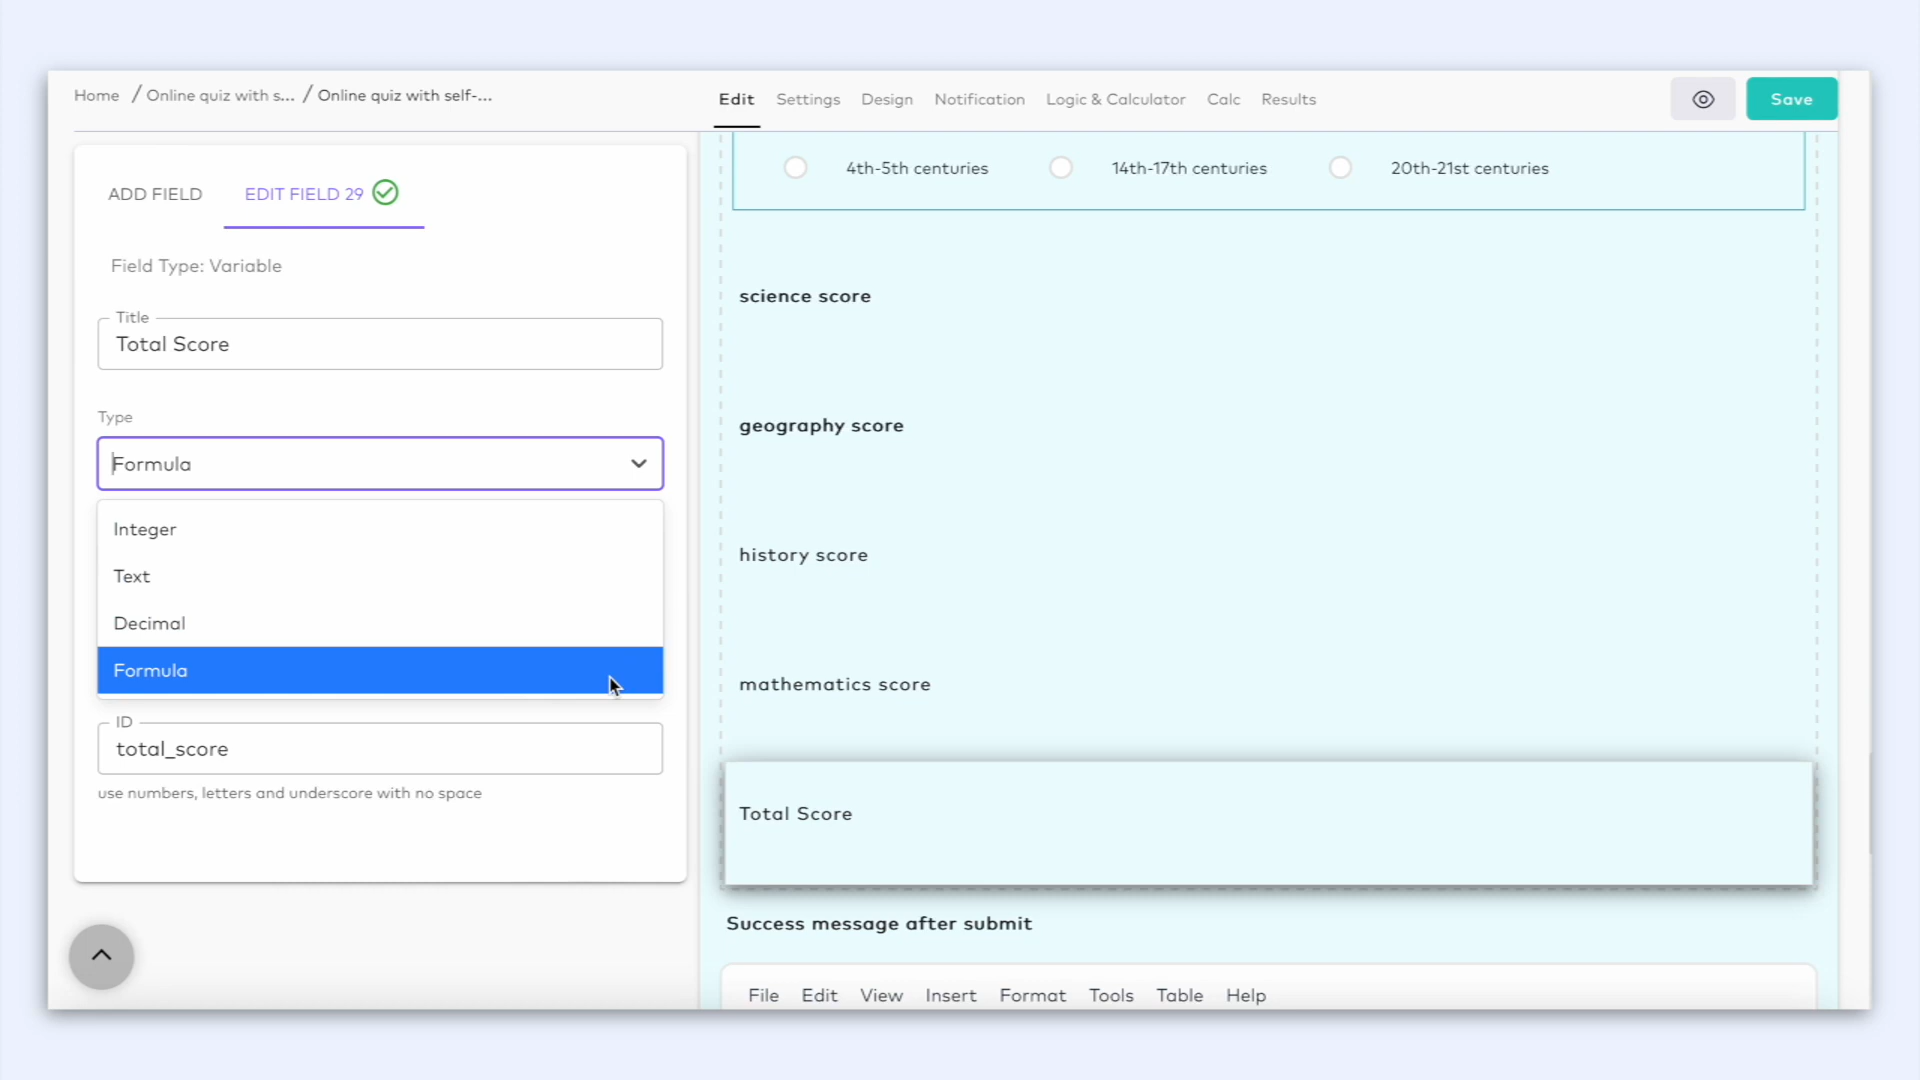 Home / Online quiz with s... / Online quiz with self-...
Edit Settings Design Notification Logic & Calculator Calc Results
Save
ADD FIELD EDIT FIELD 29
Field Type: Variable
Title
Total Score
Type
Formula
Integer
Text
Decimal
Formula
ID
total_score
use numbers, letters and underscore with no space
4th-5th centuries 14th-17th centuries 20th-21st centuries
science score
geography score
history score
mathematics score
Total Score
Success message after submit
File Edit View Insert Format Tools Table Help